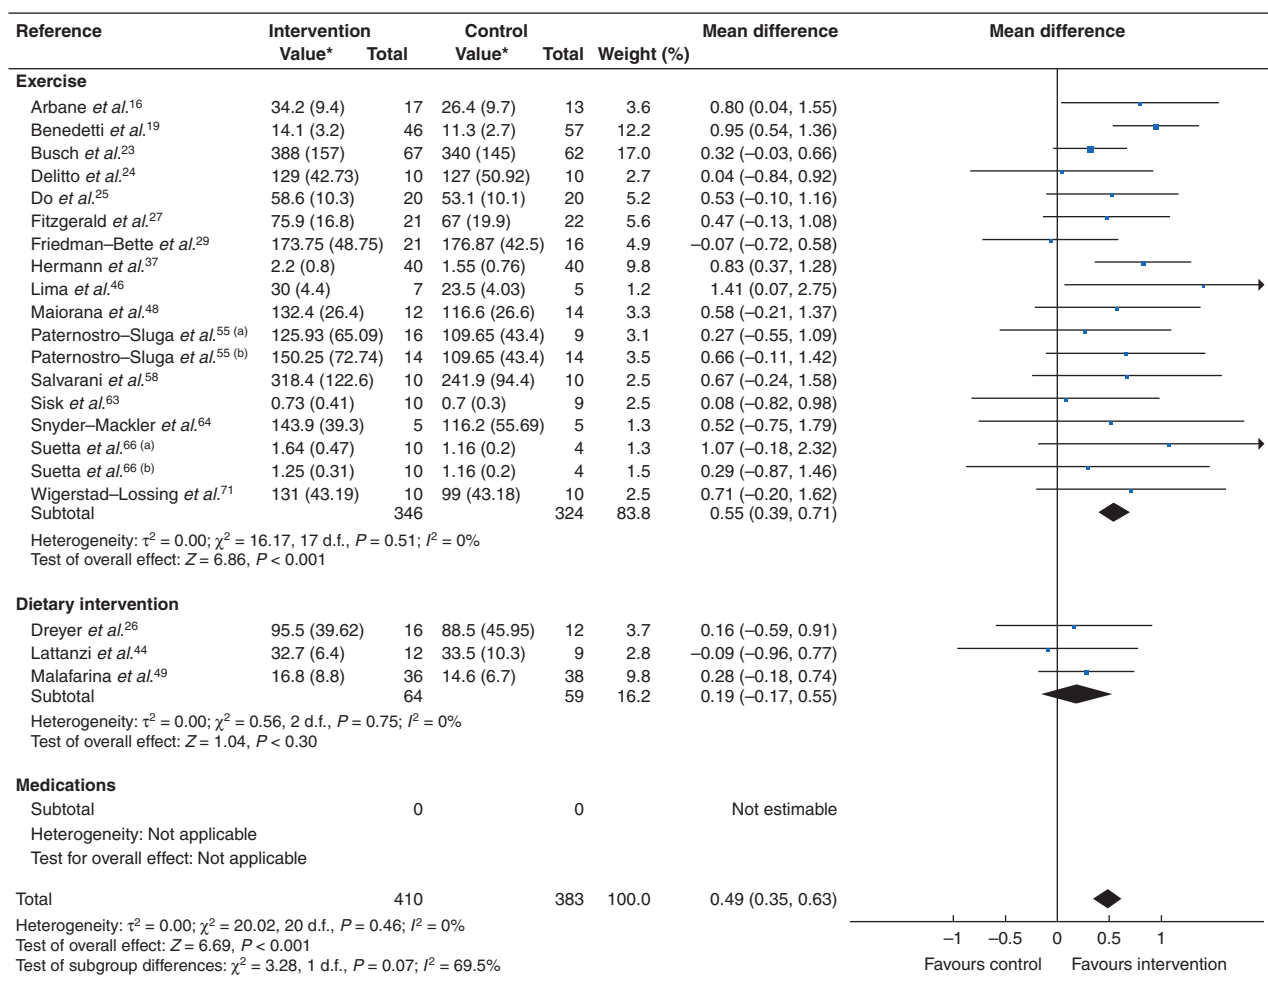 Reference Intervention Control Mean difference Mean difference
Value* Total Value* Total Weight (%)
Exercise
Arbane et al.16 34.2 (9.4) 17 26.4 (9.7) 13 3.6 0.80 (0.04, 1.55)
Benedetti et al.19 14.1 (3.2) 46 11.3 (2.7) 57 12.2 0.95 (0.54, 1.36)
Busch et al.23 388 (157) 67 340 (145) 62 17.0 0.32 (–0.03, 0.66)
Delitto et al.24 129 (42.73) 10 127 (50.92) 10 2.7 0.04 (–0.84, 0.92)
Do et al.25 58.6 (10.3) 20 53.1 (10.1) 20 5.2 0.53 (–0.10, 1.16)
Fitzgerald et al.27 75.9 (16.8) 21 67 (19.9) 22 5.6 0.47 (–0.13, 1.08)
Friedman–Bette et al.29 173.75 (48.75) 21 176.87 (42.5) 16 4.9 –0.07 (–0.72, 0.58)
Hermann et al.37 2.2 (0.8) 40 1.55 (0.76) 40 9.8 0.83 (0.37, 1.28)
Lima et al.46 30 (4.4) 7 23.5 (4.03) 5 1.2 1.41 (0.07, 2.75)
Maiorana et al.48 132.4 (26.4) 12 116.6 (26.6) 14 3.3 0.58 (–0.21, 1.37)
Paternostro–Sluga et al.55 (a) 125.93 (65.09) 16 109.65 (43.4) 9 3.1 0.27 (–0.55, 1.09)
Paternostro–Sluga et al.55 (b) 150.25 (72.74) 14 109.65 (43.4) 14 3.5 0.66 (–0.11, 1.42)
Salvarani et al.58 318.4 (122.6) 10 241.9 (94.4) 10 2.5 0.67 (–0.24, 1.58)
Sisk et al.63 0.73 (0.41) 10 0.7 (0.3) 9 2.5 0.08 (–0.82, 0.98)
Snyder–Mackler et al.64 143.9 (39.3) 5 116.2 (55.69) 5 1.3 0.52 (–0.75, 1.79)
Suetta et al.66 (a) 1.64 (0.47) 10 1.16 (0.2) 4 1.3 1.07 (–0.18, 2.32)
Suetta et al.66 (b) 1.25 (0.31) 10 1.16 (0.2) 4 1.5 0.29 (–0.87, 1.46)
Wigerstad–Lossing et al.71 131 (43.19) 10 99 (43.18) 10 2.5 0.71 (–0.20, 1.62)
Subtotal 346 324 83.8 0.55 (0.39, 0.71)
Heterogeneity: τ2 = 0.00; χ2 = 16.17, 17 d.f., P = 0.51; I2 = 0%
Test of overall effect: Z = 6.86, P < 0.001
Dietary intervention
Dreyer et al.26 95.5 (39.62) 16 88.5 (45.95) 12 3.7 0.16 (–0.59, 0.91)
Lattanzi et al.44 32.7 (6.4) 12 33.5 (10.3) 9 2.8 –0.09 (–0.96, 0.77)
Malafarina et al.49 16.8 (8.8) 36 14.6 (6.7) 38 9.8 0.28 (–0.18, 0.74)
Subtotal 64 59 16.2 0.19 (–0.17, 0.55)
Heterogeneity: τ2 = 0.00; χ2 = 0.56, 2 d.f., P = 0.75; I2 = 0%
Test of overall effect: Z = 1.04, P < 0.30
Medications
Subtotal 0 0 Not estimable
Heterogeneity: Not applicable
Test for overall effect: Not applicable
Total 410 383 100.0 0.49 (0.35, 0.63)
Heterogeneity: τ2 = 0.00; χ2 = 20.02, 20 d.f., P = 0.46; I2 = 0%
Test of overall effect: Z = 6.69, P < 0.001
Test of subgroup differences: χ2 = 3.28, 1 d.f., P = 0.07; I2 = 69.5%
–1 –0.5 0 0.5 1
Favours control Favours intervention